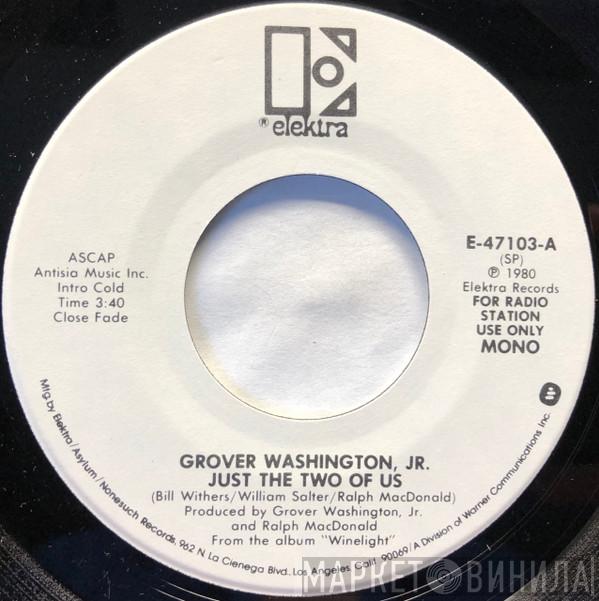 ® elektra
ASCAP
Antisia Music Inc.
Intro Cold
Time 3:40
Close Fade
E-47103-A
(SP)
℗ 1980
Elektra Records
FOR RADIO
STATION
USE ONLY
MONO
GROVER WASHINGTON, JR.
JUST THE TWO OF US
(Bill Withers/William Salter/Ralph MacDonald)
Produced by Grover Washington, Jr.
and Ralph MacDonald
From the album "Winelight"
Mfg by Elektra/Asylum/Nonesuch Records, 962 N. La Cienega Blvd., Los Angeles, Calif. 90069/A Division of Warner Communications Inc.
МАРКЕТ ВИНИЛА